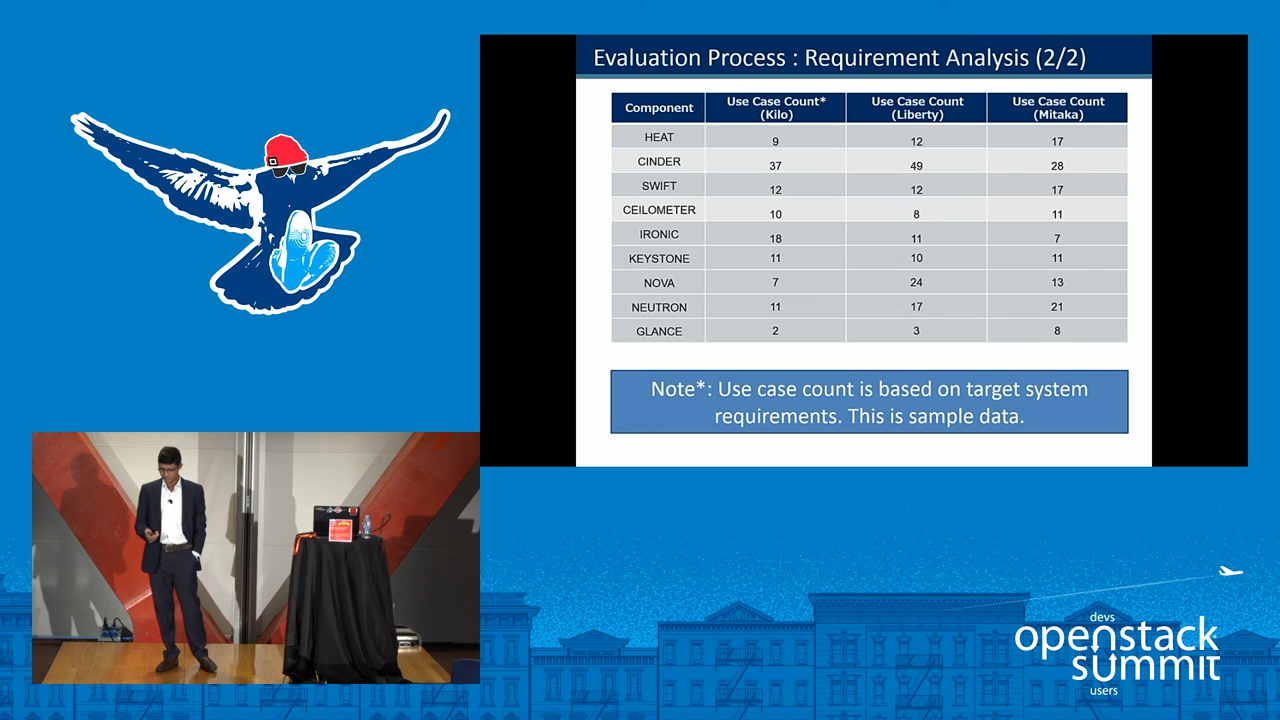 Evaluation Process : Requirement Analysis (2/2)
Component Use Case Count* (Kilo) Use Case Count (Liberty) Use Case Count (Mitaka)
HEAT 9 12 17
CINDER 37 49 28
SWIFT 12 12 17
CEILOMETER 10 8 11
IRONIC 18 11 7
KEYSTONE 11 10 11
NOVA 7 24 13
NEUTRON 11 17 21
GLANCE 2 3 8
Note*: Use case count is based on target system
requirements. This is sample data.
devs
openstack
summit
users